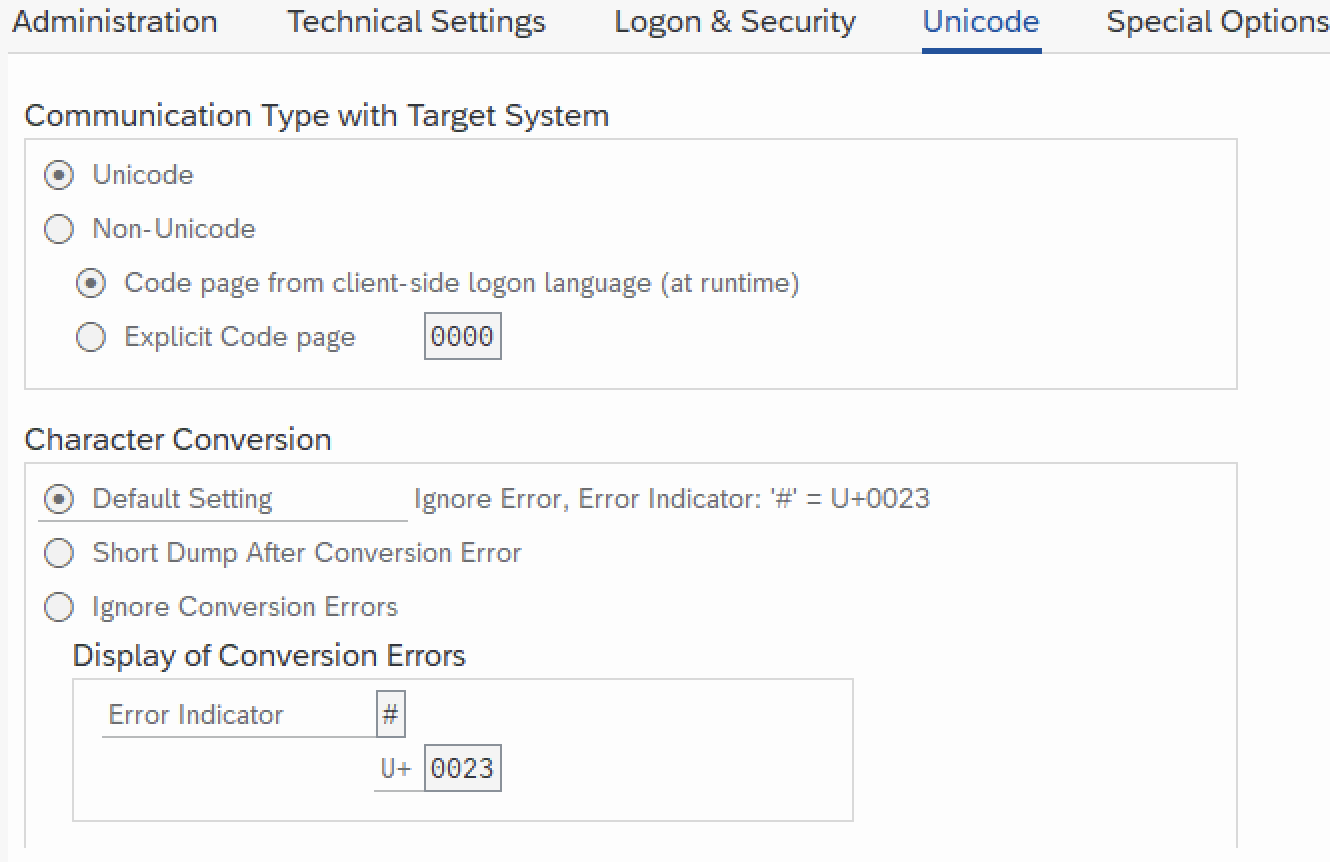 Administration Technical Settings Logon & Security Unicode Special Options
Communication Type with Target System
Unicode
Non-Unicode
Code page from client-side logon language (at runtime)
Explicit Code page 0000
Character Conversion
Default Setting Ignore Error, Error Indicator: '#' = U+0023
Short Dump After Conversion Error
Ignore Conversion Errors
Display of Conversion Errors
Error Indicator #
U+ 0023